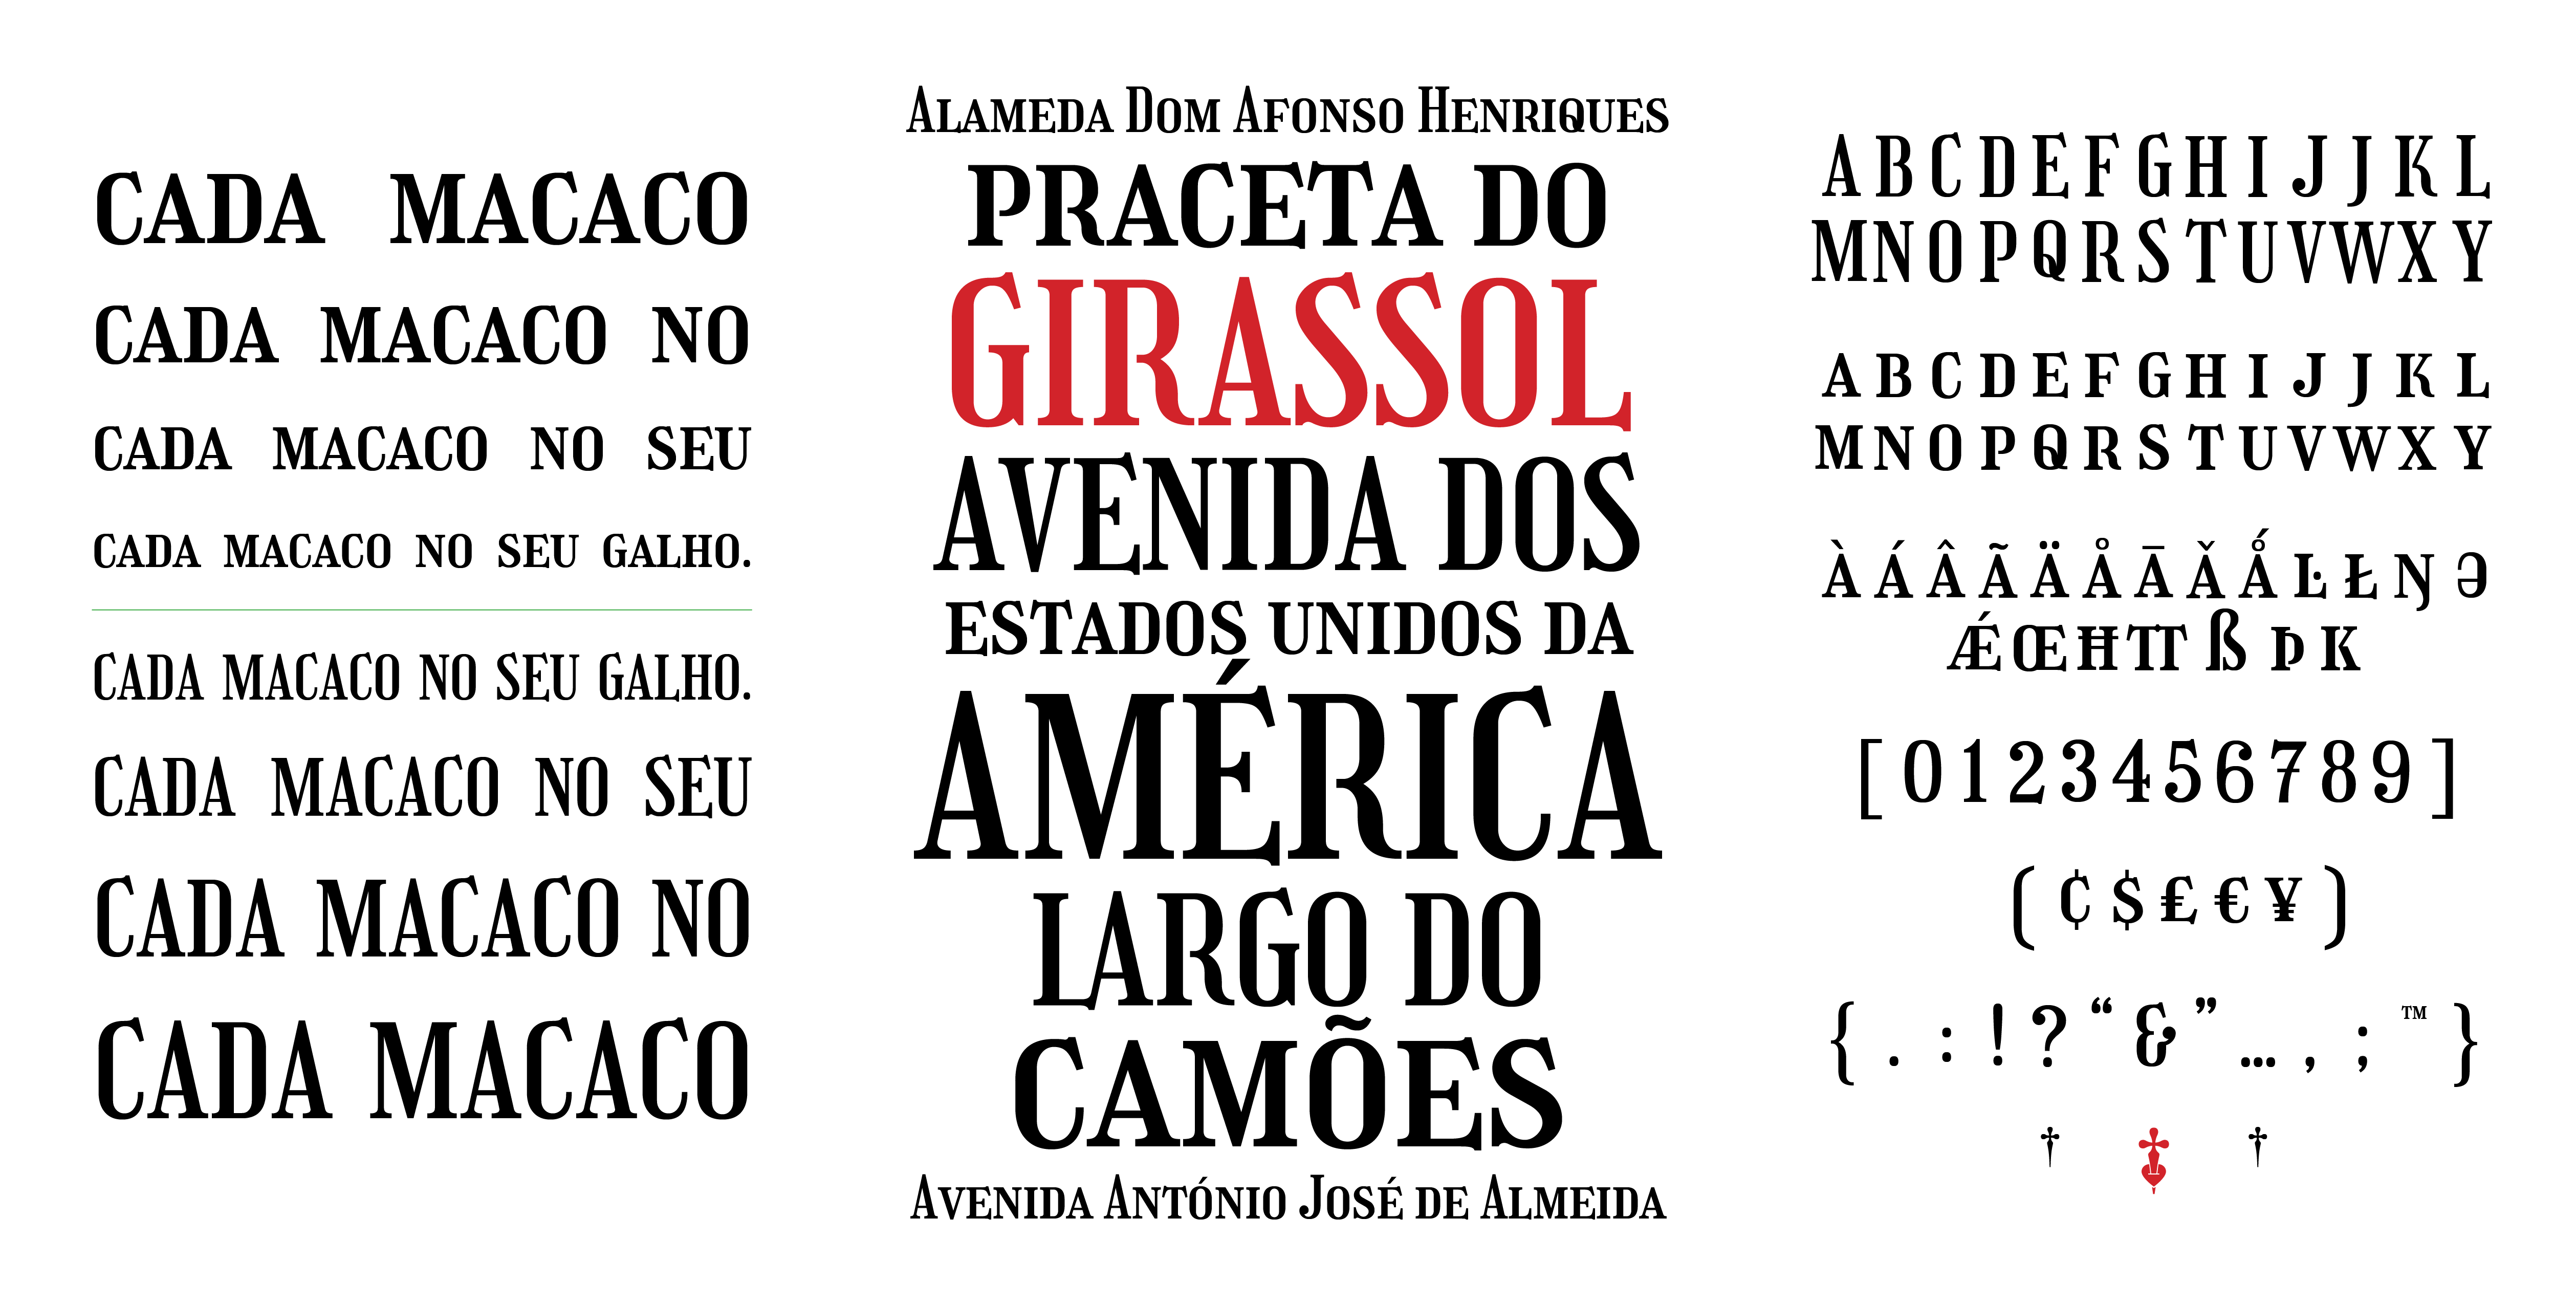 CADA MACACO
CADA MACACO NO
CADA MACACO NO SEU
CADA MACACO NO SEU GALHO.
CADA MACACO NO SEU GALHO.
CADA MACACO NO SEU
CADA MACACO NO
CADA MACACO
Alameda Dom Afonso Henriques
PRACETA DO
GIRASSOL
AVENIDA DOS
ESTADOS UNIDOS DA
AMÉRICA
LARGO DO
CAMÕES
Avenida António José de Almeida
A B C D E F G H I J J K L
M N O P Q R S T U V W X Y
A B C D E F G H I J J K L
M N O P Q R S T U V W X Y
À Á Â Ã Ä Å Ā Ǎ Ǻ Ŀ Ł Ŋ Ə
Ǽ Œ Ħ TT ß Þ K
[ 0 1 2 3 4 5 6 7 8 9 ]
( ¢ $ £ € ¥ )
{ . : ! ? “ & ” … , ; ™ }
† ‡ †